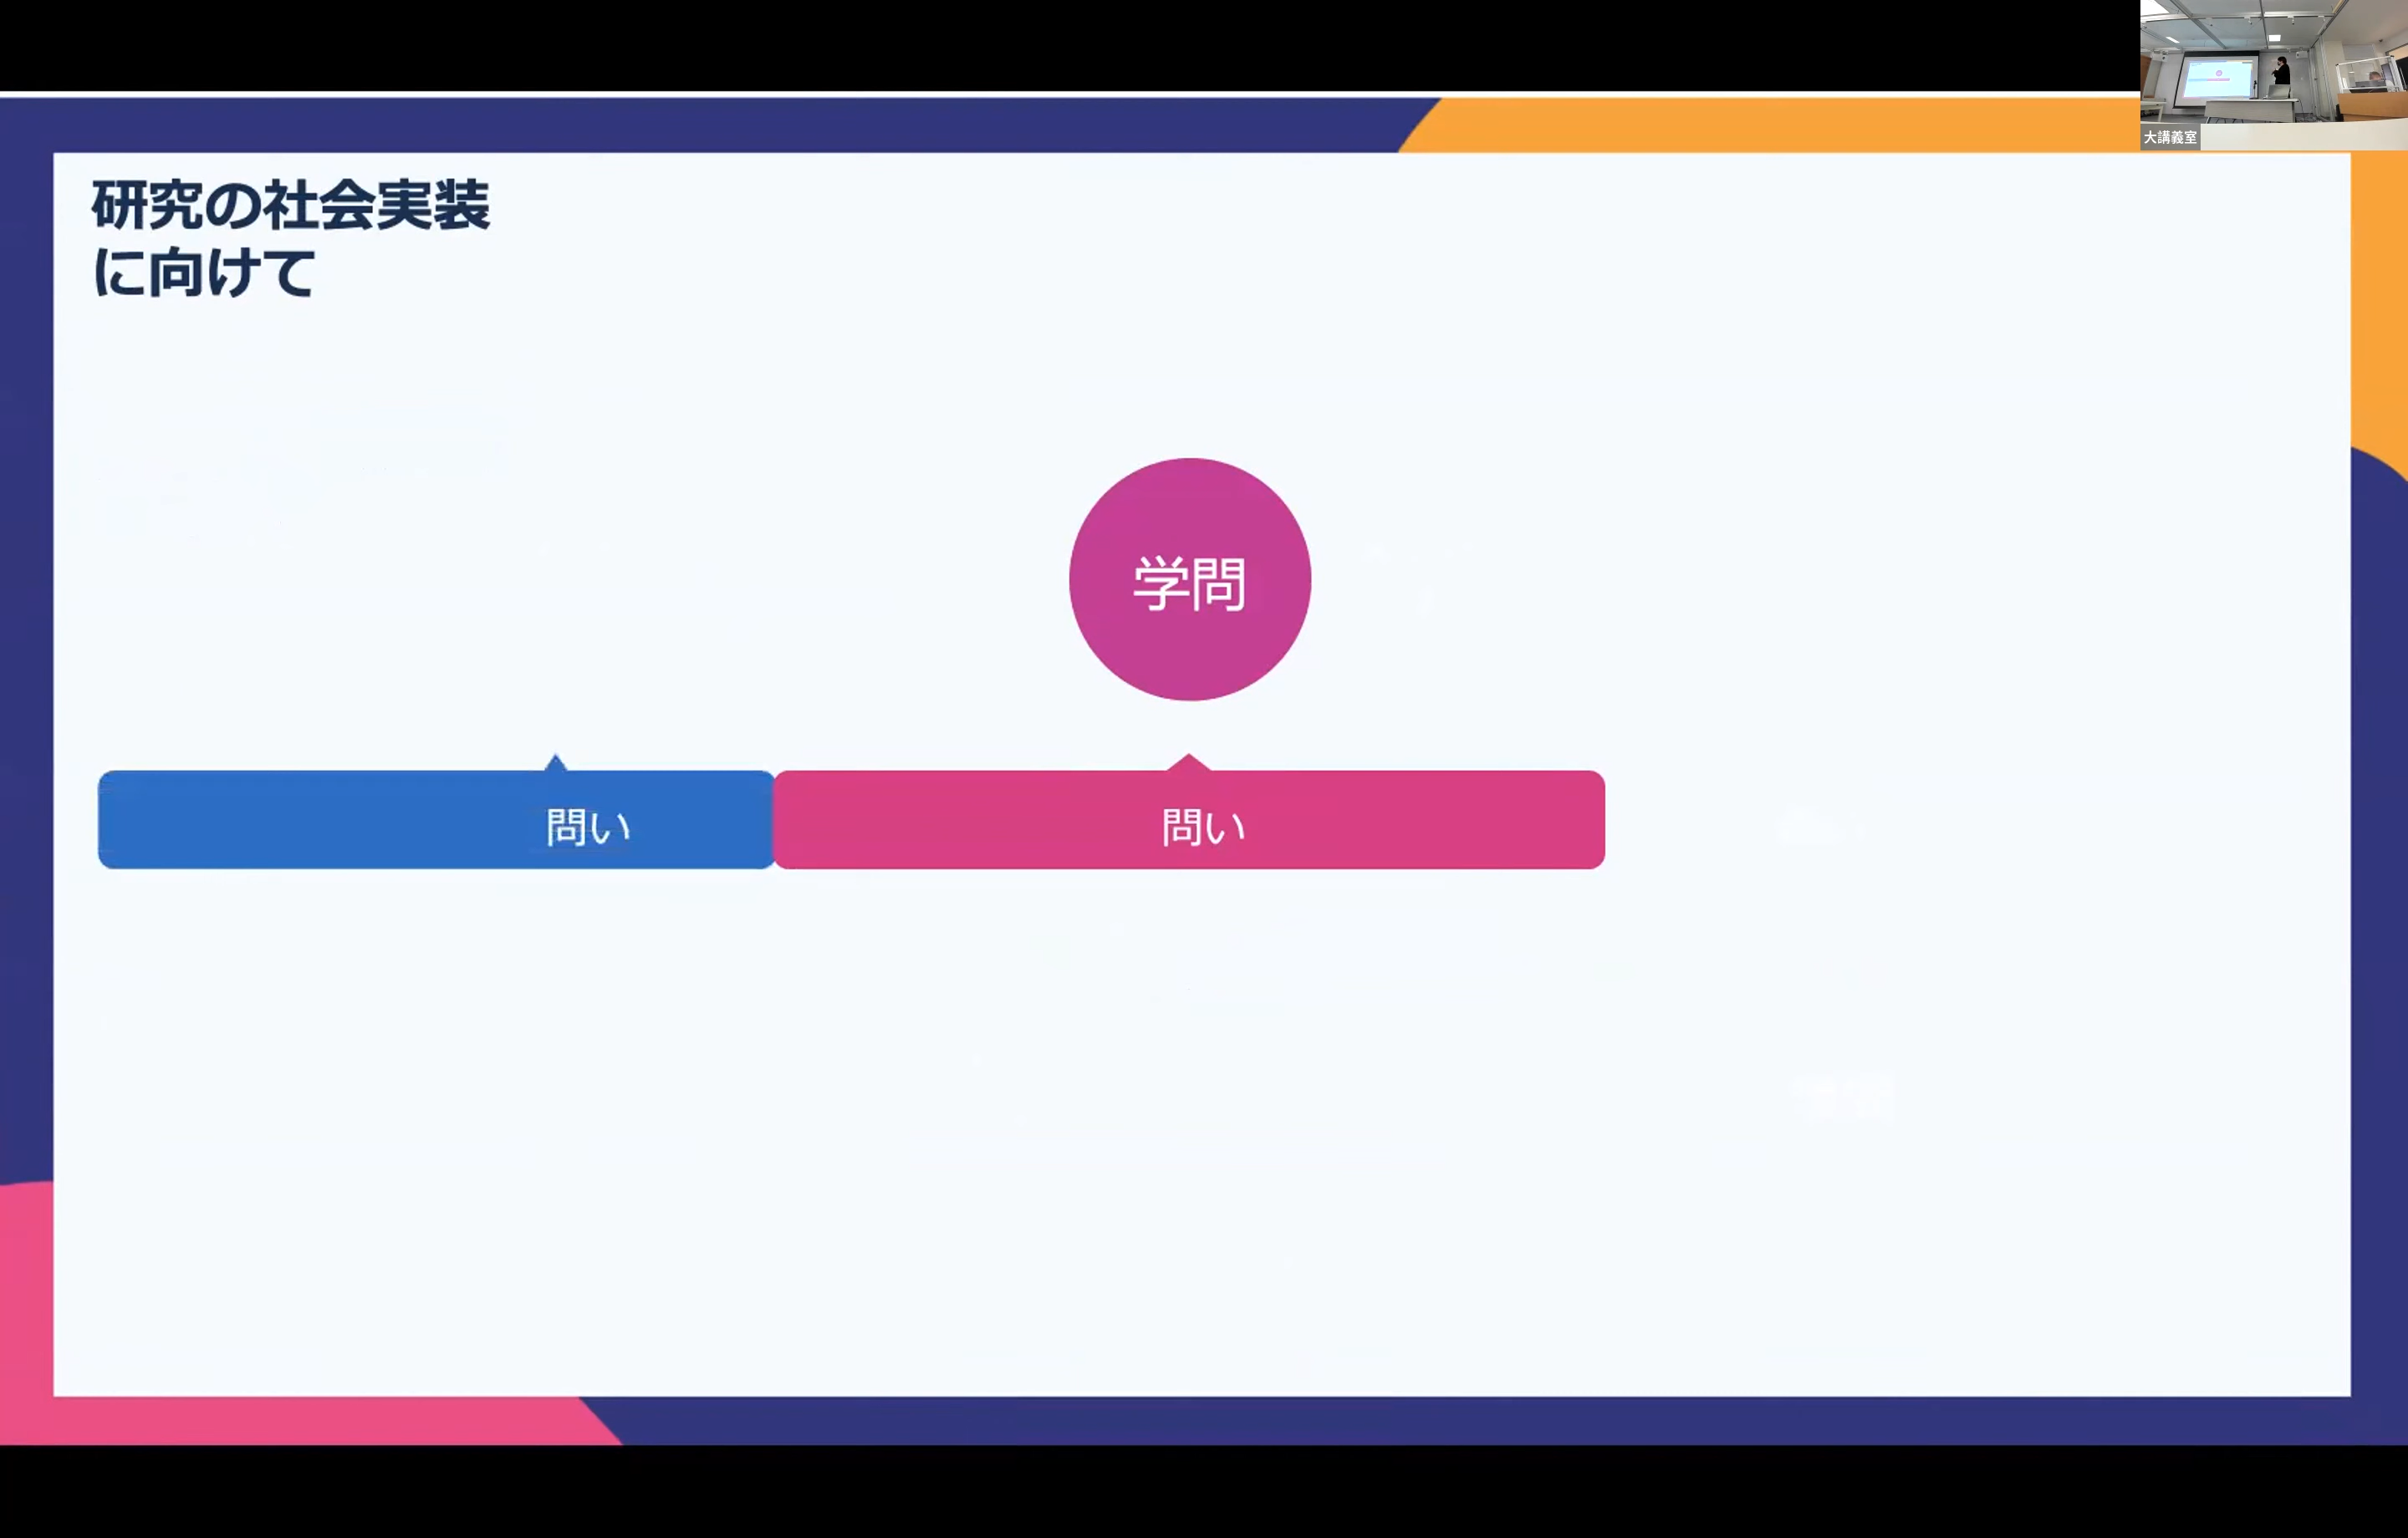 大講義室
研究の社会実装
に向けて
学問
問い
問い